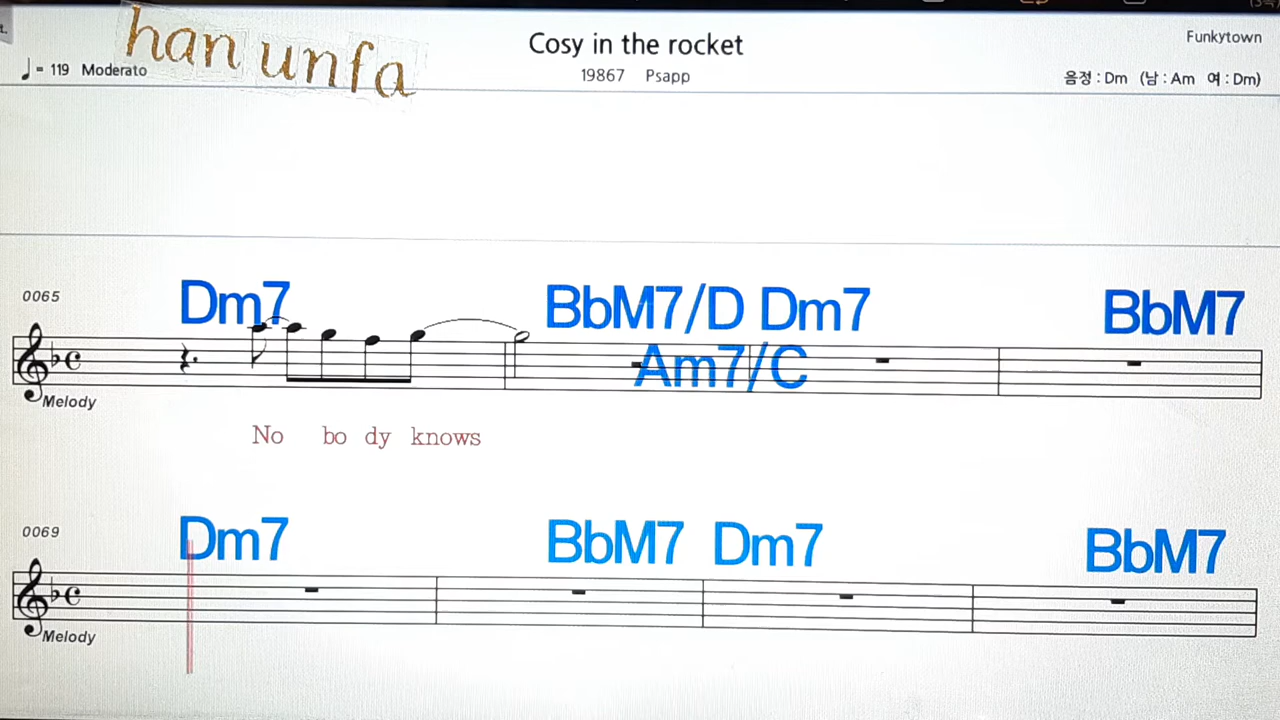 han unfa
Cosy in the rocket
Funkytown
♩= 119 Moderato
19867 Psapp
음정 : Dm (남 : Am 여 : Dm)
0065
Dm7 BbM7/D Dm7 BbM7
Am7/C
Melody
No bo dy knows
0069
Dm7 BbM7 Dm7 BbM7
Melody